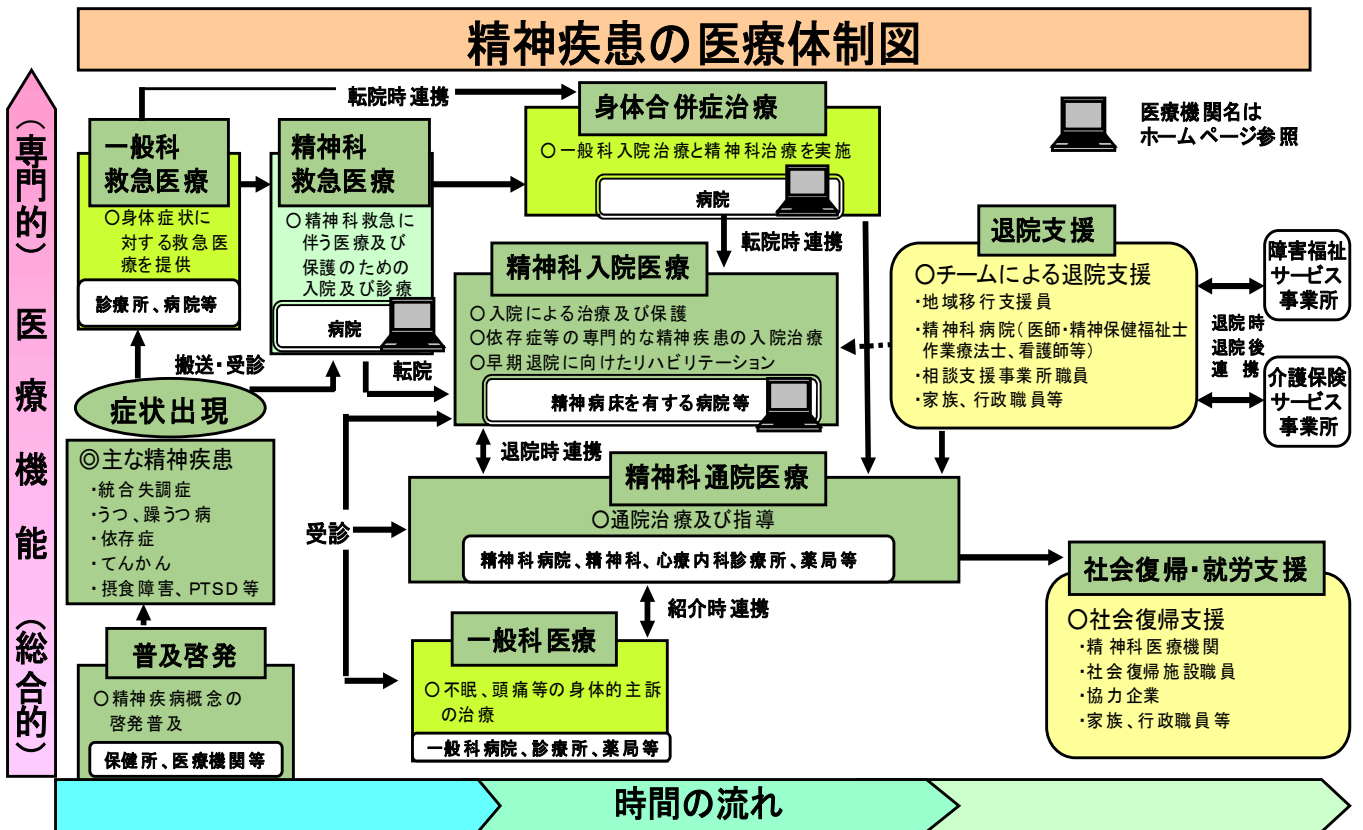 精神疾患の医療体制図
(専門的) 医療機能 (総合的)
医療機関名は
ホームページ参照
転院時連携
一般科
救急医療
○身体症状に
対する救急医
療を提供
診療所、病院等
精神科
救急医療
○精神科救急に
伴う医療及び
保護のための
入院及び診療
病院
身体合併症治療
○一般科入院治療と精神科治療を実施
病院
転院時連携
搬送・受診
転院
症状出現
◎主な精神疾患
・統合失調症
・うつ、躁うつ病
・依存症
・てんかん
・摂食障害、PTSD等
普及啓発
○精神疾病概念の
啓発普及
保健所、医療機関等
精神科入院医療
○入院による治療及び保護
○依存症等の専門的な精神疾患の入院治療
○早期退院に向けたリハビリテーション
精神病床を有する病院等
退院時連携
受診
精神科通院医療
○通院治療及び指導
精神科病院、精神科、心療内科診療所、薬局等
紹介時連携
一般科医療
○不眠、頭痛等の身体的主訴
の治療
一般科病院、診療所、薬局等
退院支援
○チームによる退院支援
・地域移行支援員
・精神科病院(医師・精神保健福祉士
作業療法士、看護師等)
・相談支援事業所職員
・家族、行政職員等
障害福祉
サービス
事業所
退院時
退院後
連携
介護保険
サービス
事業所
社会復帰・就労支援
○社会復帰支援
・精神科医療機関
・社会復帰施設職員
・協力企業
・家族、行政職員等
時間の流れ